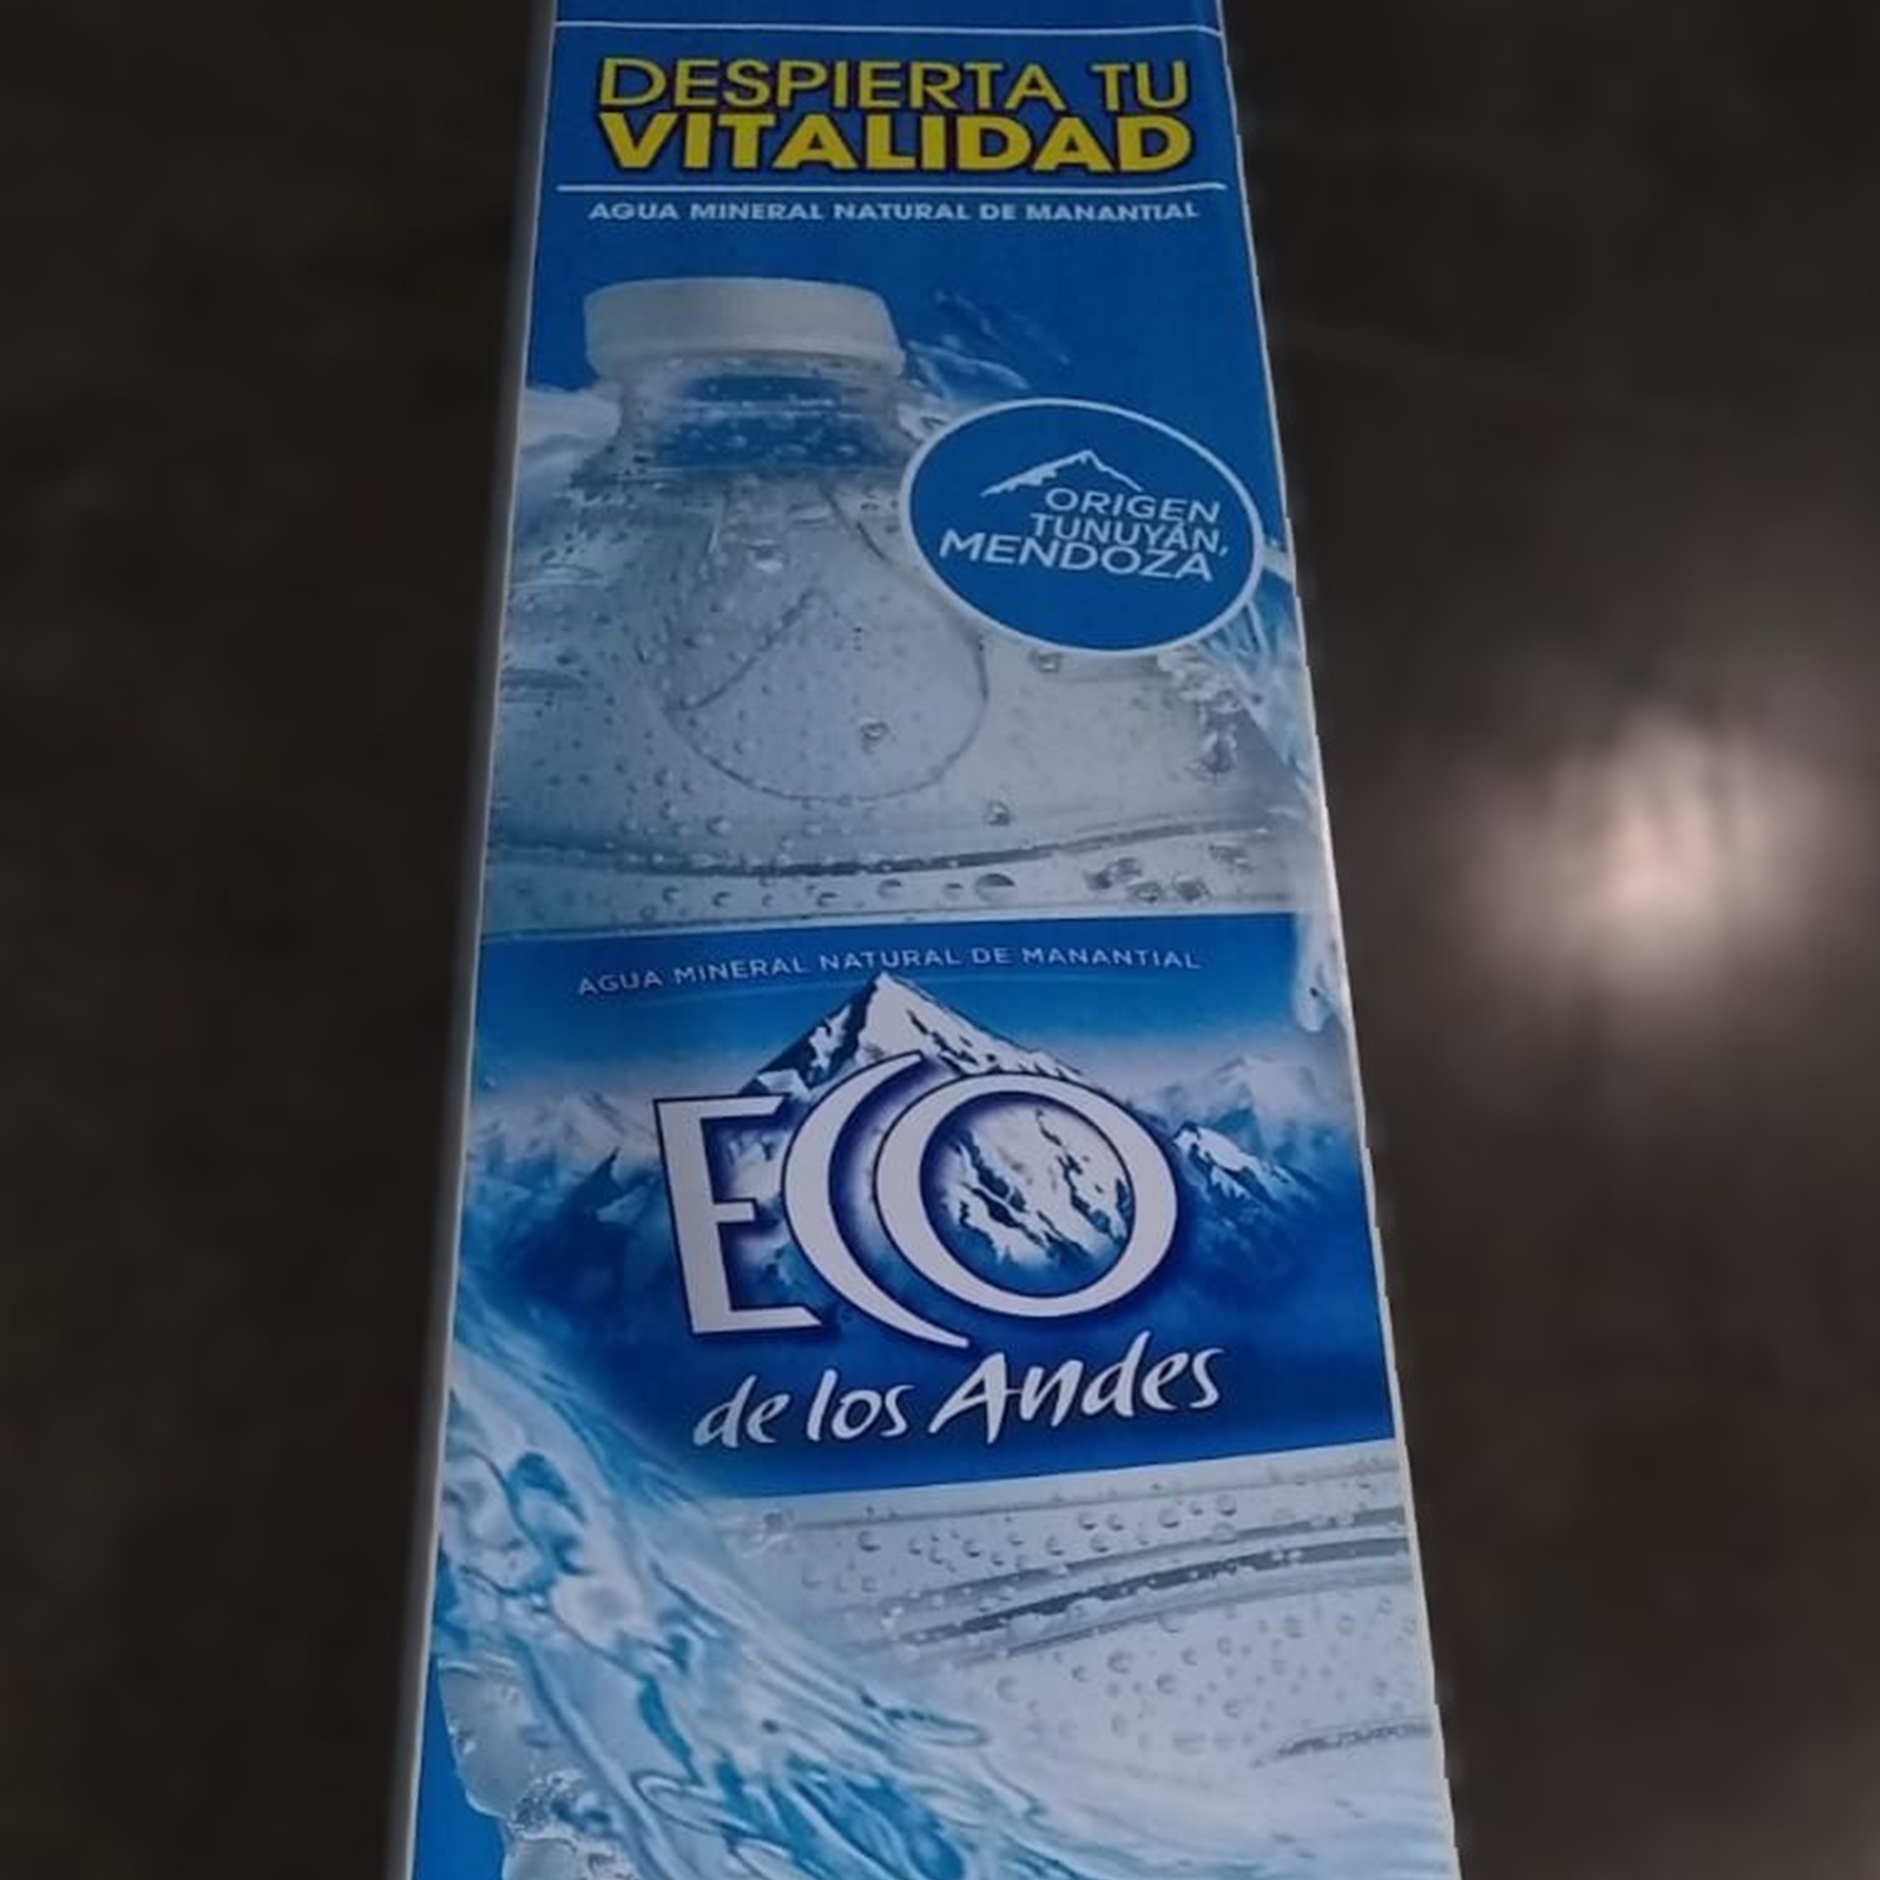 DESPIERTA TU
VITALIDAD
AGUA MINERAL NATURAL DE MANANTIAL
ORIGEN
TUNUYÁN,
MENDOZA
AGUA MINERAL NATURAL DE MANANTIAL
ECO
de los Andes